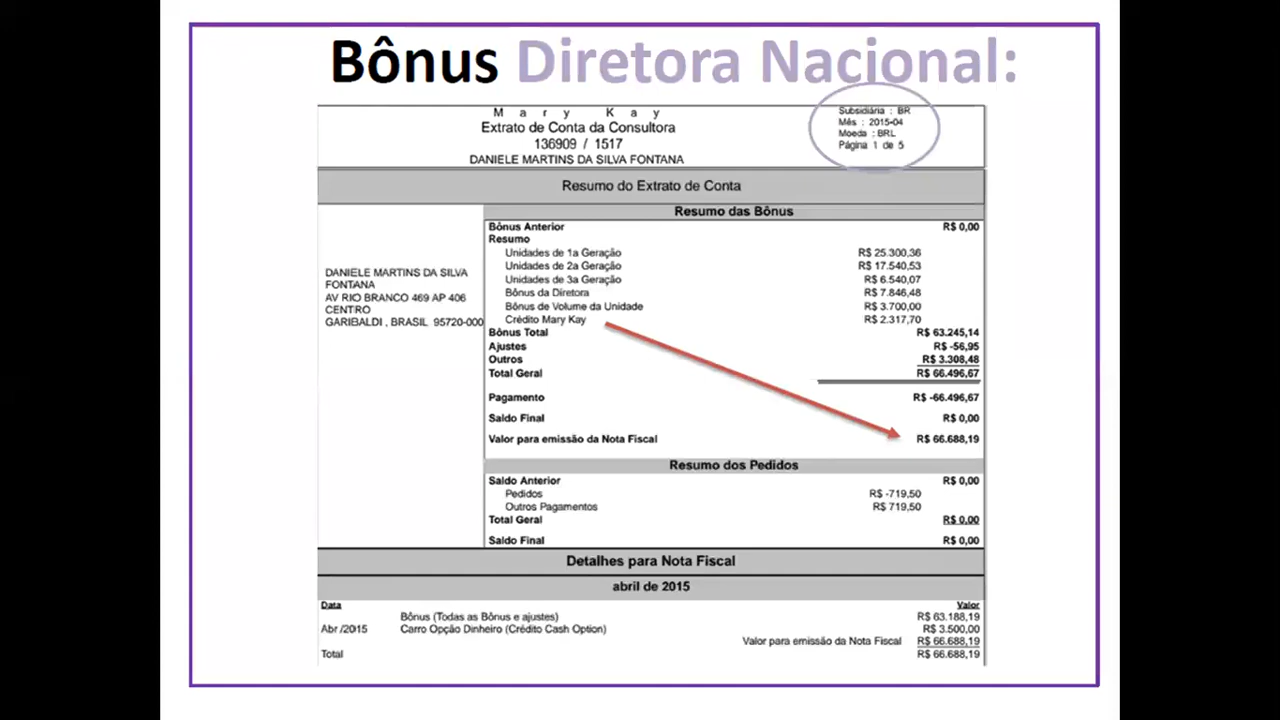 Bônus Diretora Nacional:
M a r y K a y
Extrato de Conta da Consultora
136909 / 1517
DANIELE MARTINS DA SILVA FONTANA
Subsidiária : BR
Mês : 2015-04
Moeda : BRL
Página 1 de 5
Resumo do Extrato de Conta
DANIELE MARTINS DA SILVA
FONTANA
AV RIO BRANCO 469 AP 406
CENTRO
GARIBALDI , BRASIL 95720-000
Resumo das Bônus
Bônus Anterior R$ 0,00
Resumo
Unidades de 1a Geração R$ 25.300,36
Unidades de 2a Geração R$ 17.540,53
Unidades de 3a Geração R$ 6.540,07
Bônus da Diretora R$ 7.846,48
Bônus de Volume da Unidade R$ 3.700,00
Crédito Mary Kay R$ 2.317,70
Bônus Total R$ 63.245,14
Ajustes R$ -56,95
Outros R$ 3.308,48
Total Geral R$ 66.496,67
Pagamento R$ -66.496,67
Saldo Final R$ 0,00
Valor para emissão da Nota Fiscal R$ 66.688,19
Resumo dos Pedidos
Saldo Anterior R$ 0,00
Pedidos R$ -719,50
Outros Pagamentos R$ 719,50
Total Geral R$ 0,00
Saldo Final R$ 0,00
Detalhes para Nota Fiscal
abril de 2015
Data Valor
Bônus (Todas as Bônus e ajustes) R$ 63.188,19
Abr /2015 Carro Opção Dinheiro (Crédito Cash Option) R$ 3.500,00
Valor para emissão da Nota Fiscal R$ 66.688,19
Total R$ 66.688,19